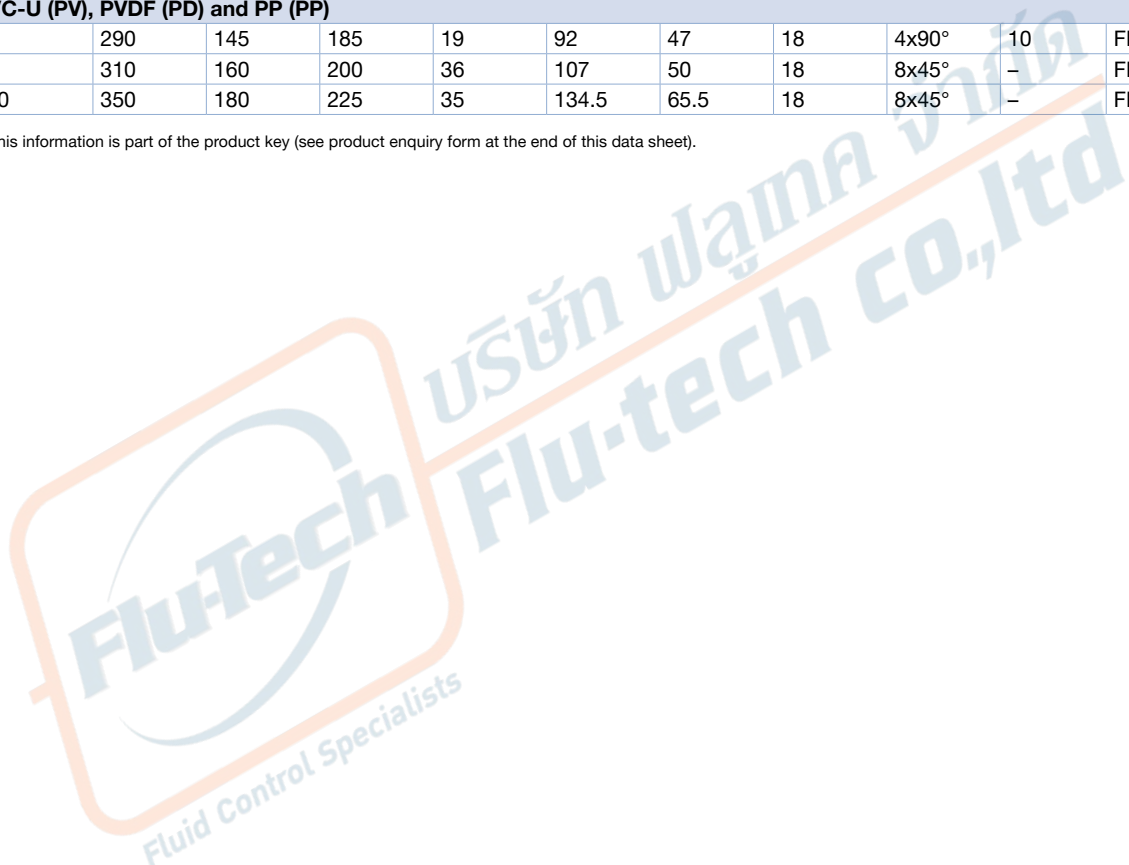 C-U (PV), PVDF (PD) and PP (PP)
290 145 185 19 92 47 18 4x90° 10
310 160 200 36 107 50 18 8x45° –
0 350 180 225 35 134.5 65.5 18 8x45° –
his information is part of the product key (see product enquiry form at the end of this data sheet).
บริษัท ฟลูเทค จำกัด
Flu-tech co.,ltd
Flu-Tech
Fluid Control Specialists